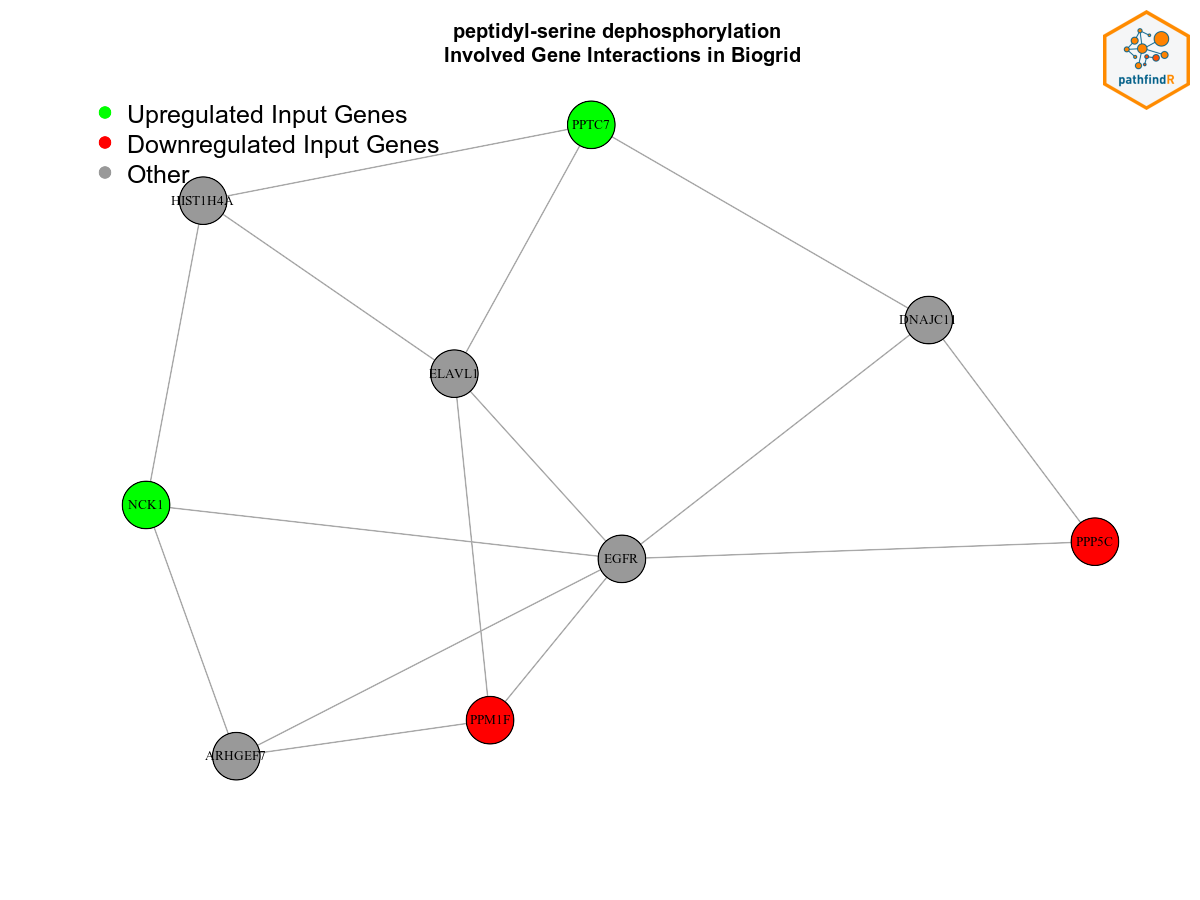 peptidyl-serine dephosphorylation
Involved Gene Interactions in Biogrid
pathfindR
Upregulated Input Genes
Downregulated Input Genes
Other
PPTC7
HIST1H4A
DNAJC11
ELAVL1
NCK1
PPP5C
EGFR
PPM1F
ARHGEF7